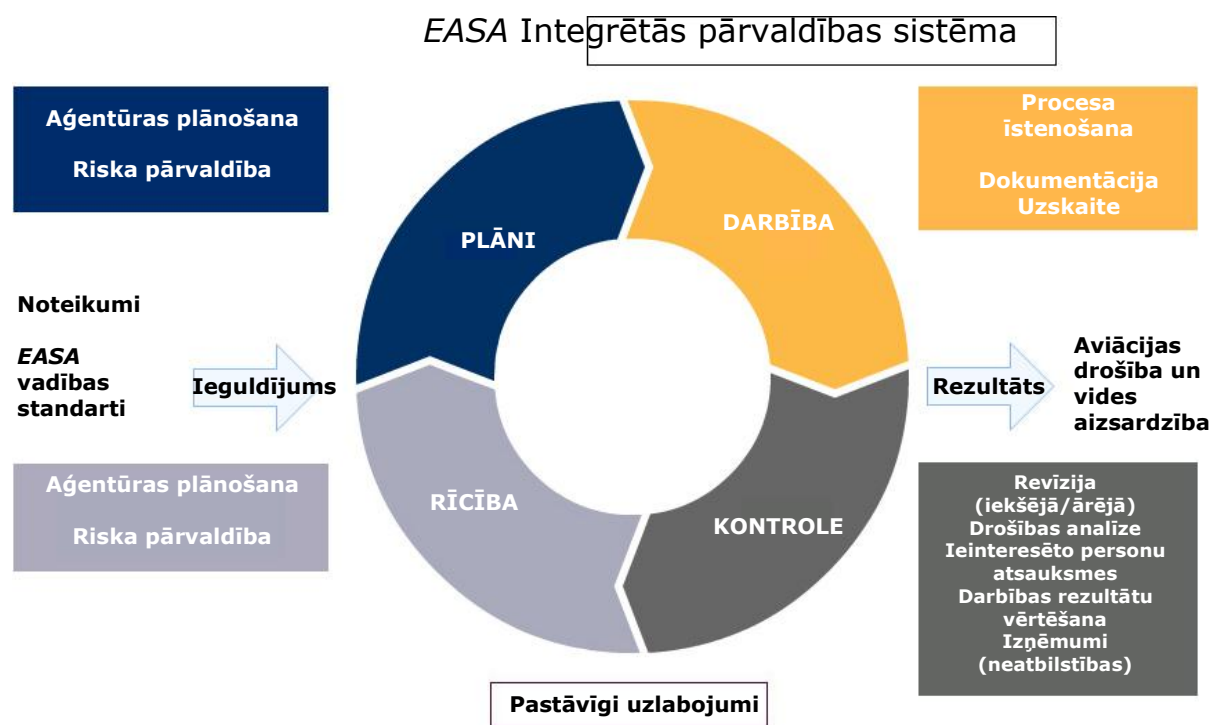 EASA Integrētās pārvaldības sistēma
Aģentūras plānošana
Riska pārvaldība
Procesa
īstenošana
Dokumentācija
Uzskaite
PLĀNI
DARBĪBA
Noteikumi
EASA
vadības
standarti
Ieguldījums
Rezultāts
Aviācijas
drošība un
vides
aizsardzība
Aģentūras plānošana
Riska pārvaldība
RĪCĪBA
KONTROLE
Revīzija
(iekšējā/ārējā)
Drošības analīze
Ieinteresēto personu
atsauksmes
Darbības rezultātu
vērtēšana
Izņēmumi
(neatbilstības)
Pastāvīgi uzlabojumi